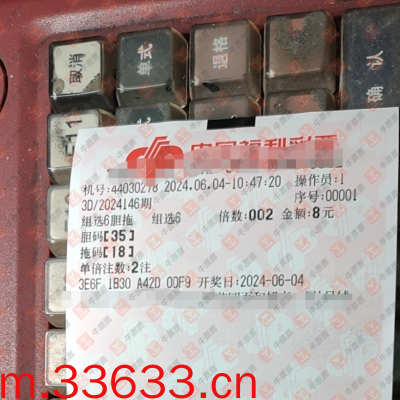 取消
单式
退格
确认
中国福利彩票
机号:44030278 2024.06.04-10:47:20 操作员:1
3D/2024146期 序号:00001
组选6胆拖 组选6 倍数:002 金额:8元
胆码[35]
拖码[18]
单倍注数:2注
3E6F 1B30 A42D 00F9 开奖日:2024-06-04
m.33633.cn